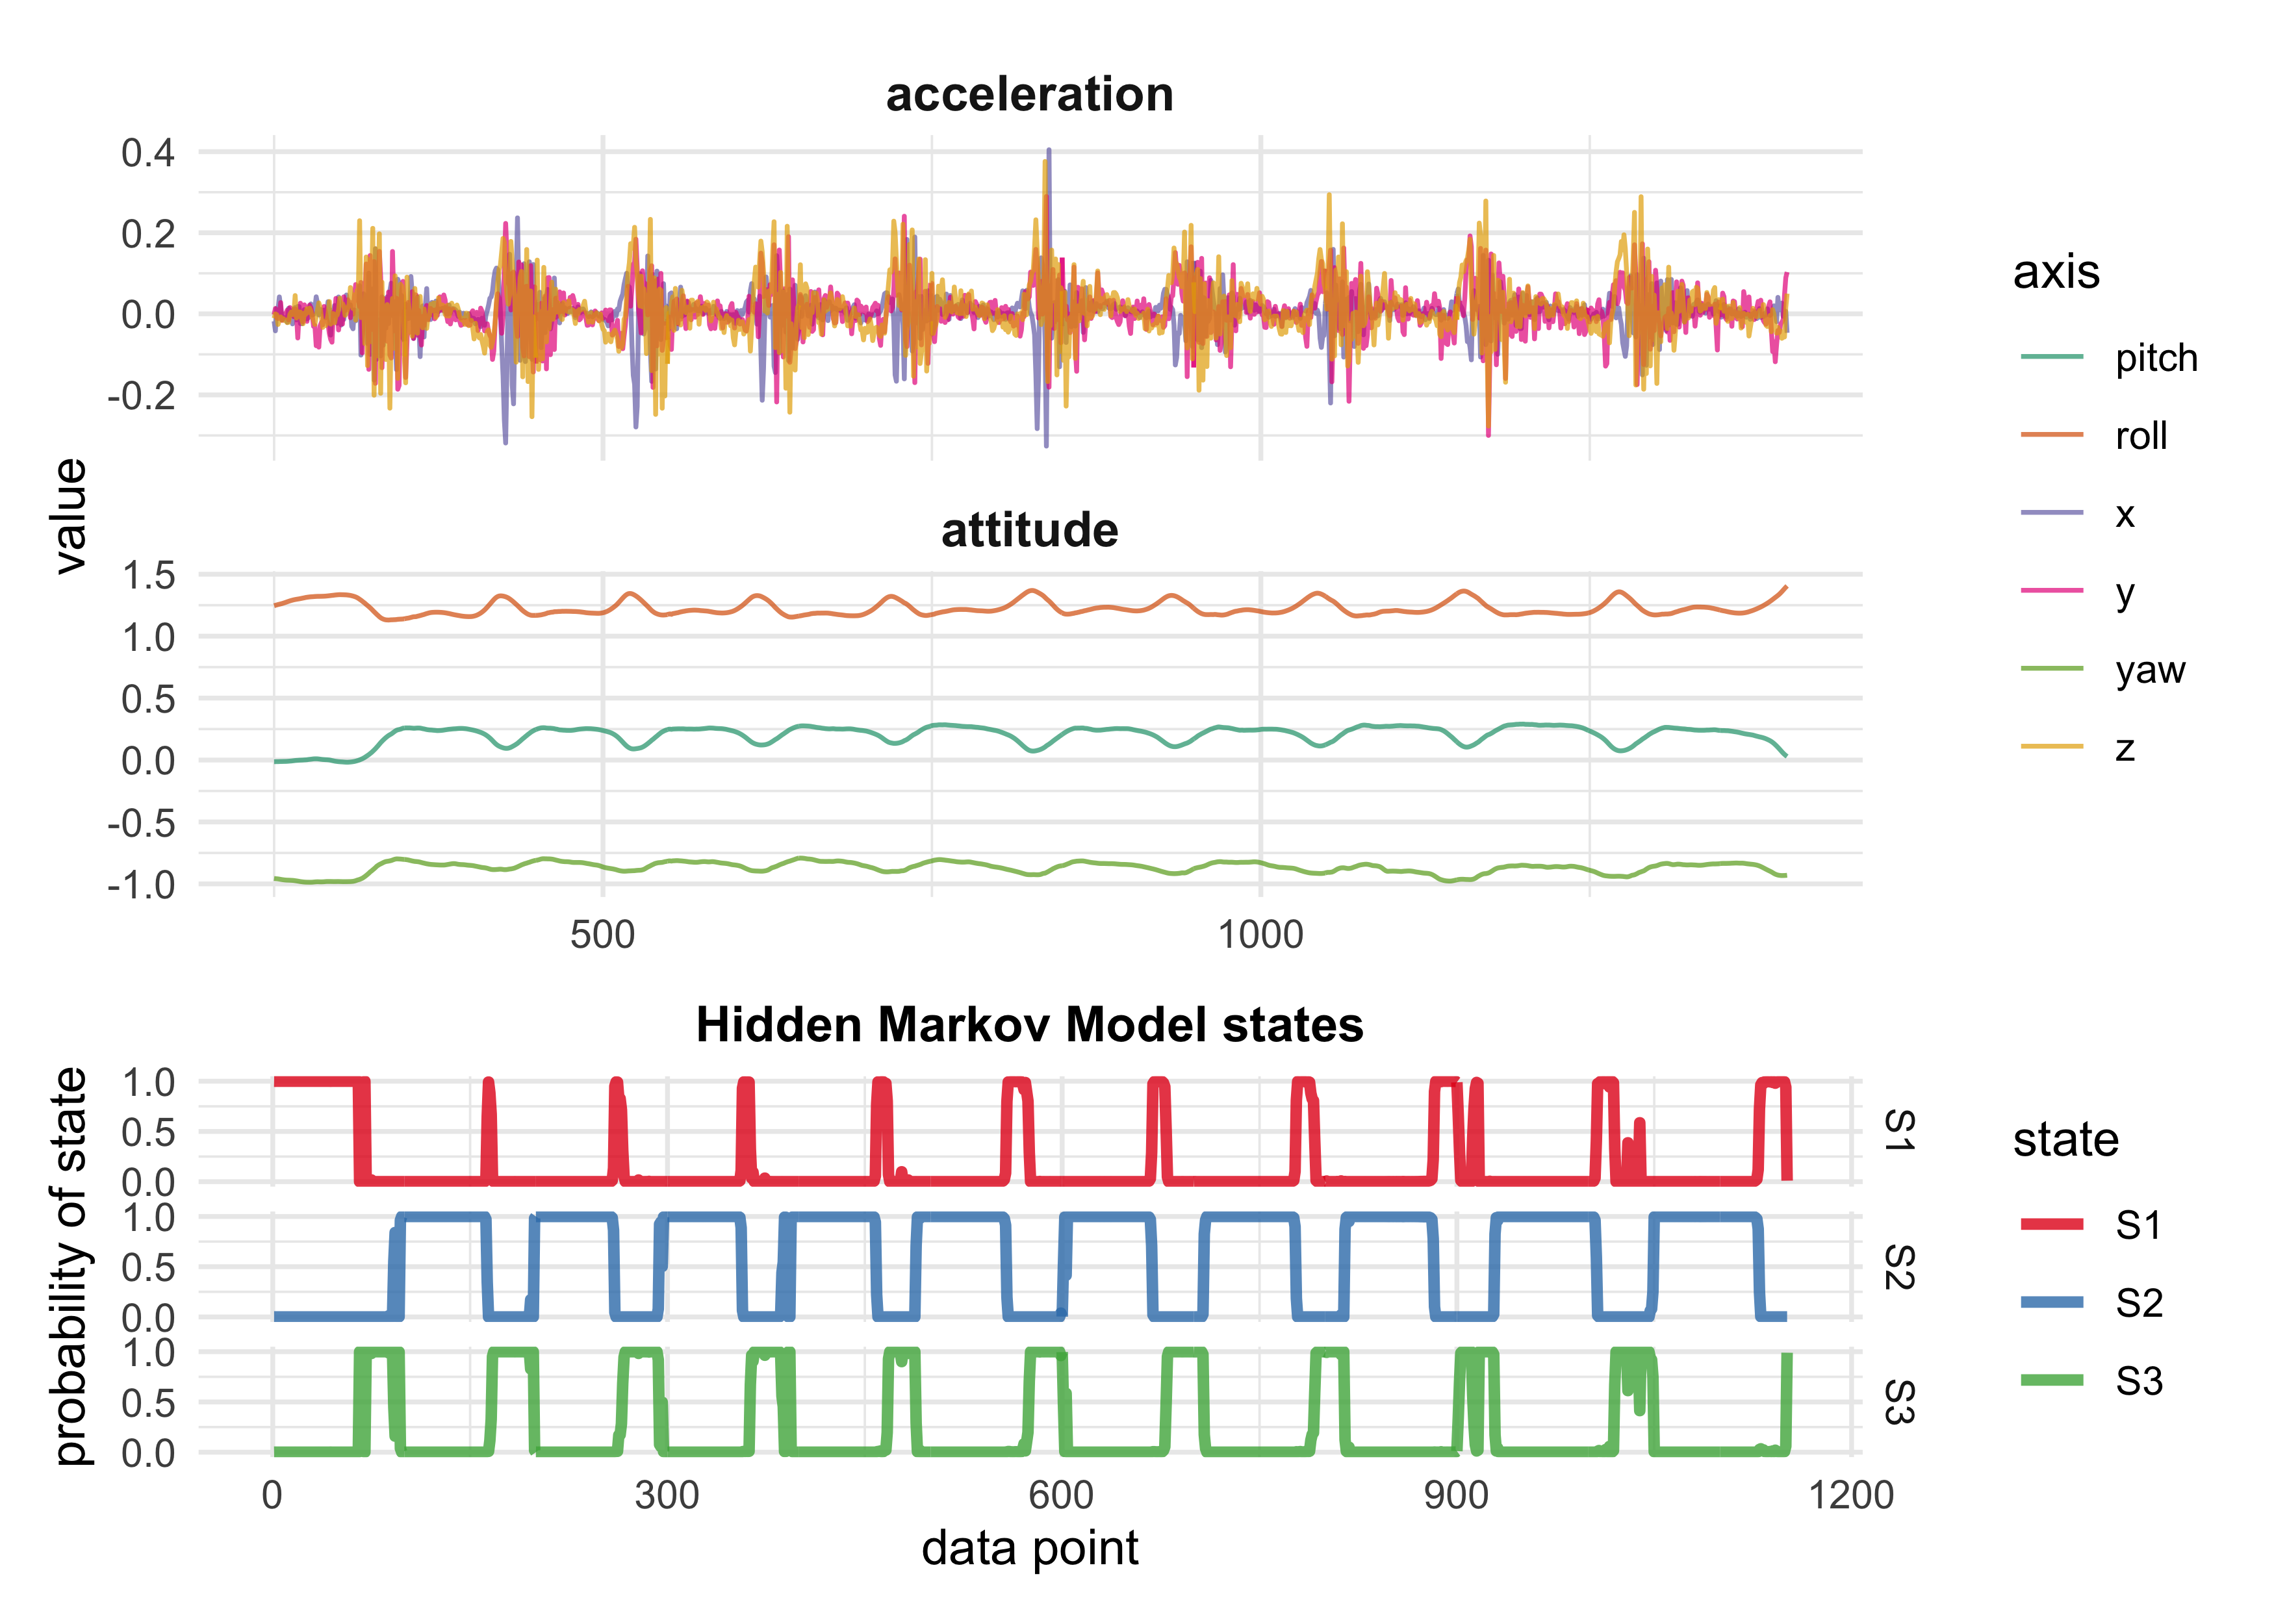 acceleration
0.4
0.2
0.0
-0.2
value
attitude
1.5
1.0
0.5
0.0
-0.5
-1.0
500 1000
axis
pitch
roll
x
y
yaw
z
Hidden Markov Model states
probability of state
1.0
0.5
0.0
S1
1.0
0.5
0.0
S2
1.0
0.5
0.0
S3
0 300 600 900 1200
data point
state
S1
S2
S3